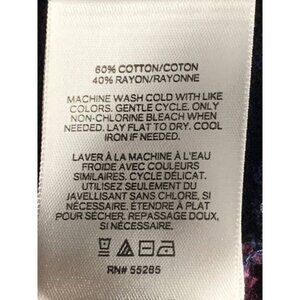 60% COTTON/COTON
40% RAYON/RAYONNE
MACHINE WASH COLD WITH LIKE
COLORS. GENTLE CYCLE. ONLY
NON-CHLORINE BLEACH WHEN
NEEDED. LAY FLAT TO DRY. COOL
IRON IF NEEDED.
LAVER À LA MACHINE À L'EAU
FROIDE AVEC COULEURS
SIMILAIRES. CYCLE DÉLICAT.
UTILISEZ SEULEMENT DU
JAVELLISANT SANS CHLORE, SI
NÉCESSAIRE. ÉTENDRE À PLAT
POUR SÉCHER. REPASSAGE DOUX,
SI NÉCESSAIRE.
RN# 55285